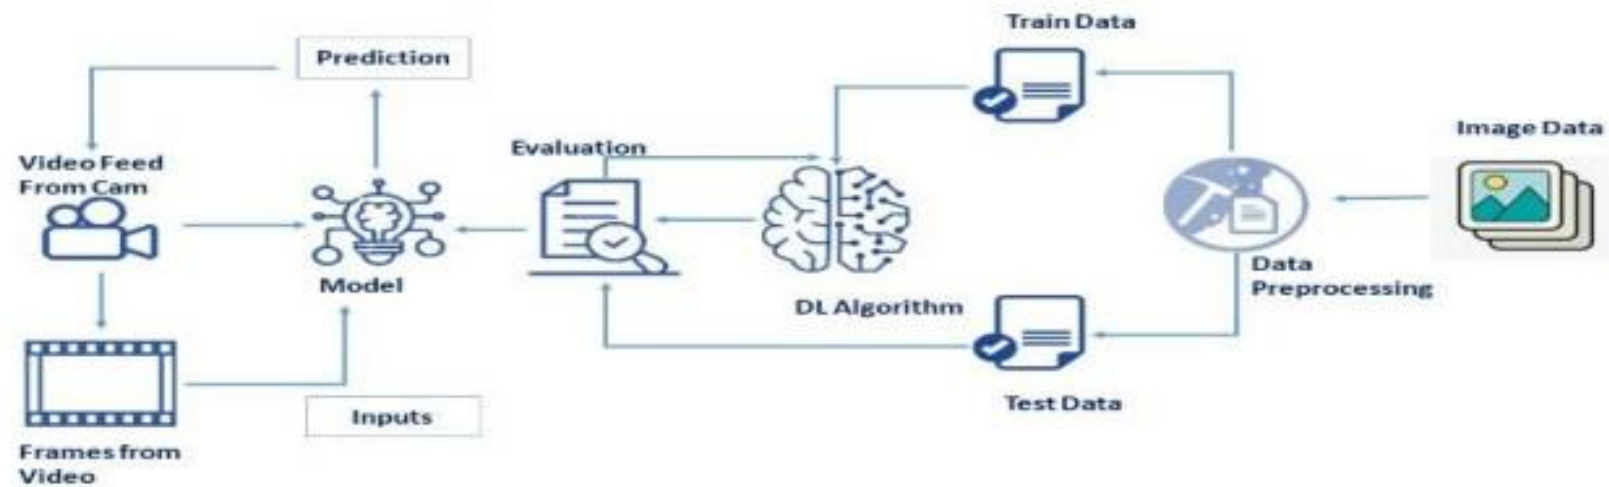 Train Data
Prediction
Image Data
Evaluation
Video Feed
From Cam
Data
Preprocessing
Model
DL Algorithm
Test Data
Inputs
Frames from
Video